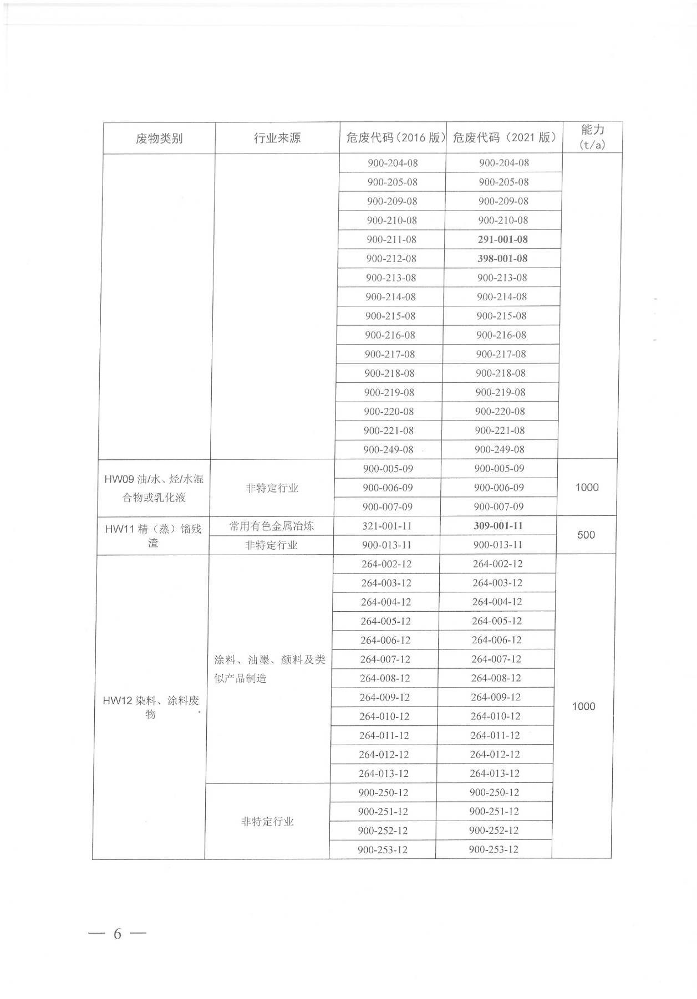 废物类别 行业来源 危废代码（2016 版） 危废代码（2021 版） 能力
(t/a)
900-204-08 900-204-08
900-205-08 900-205-08
900-209-08 900-209-08
900-210-08 900-210-08
900-211-08 291-001-08
900-212-08 398-001-08
900-213-08 900-213-08
900-214-08 900-214-08
900-215-08 900-215-08
900-216-08 900-216-08
900-217-08 900-217-08
900-218-08 900-218-08
900-219-08 900-219-08
900-220-08 900-220-08
900-221-08 900-221-08
900-249-08 900-249-08
HW09 油/水、烃/水混
合物或乳化液
非特定行业
900-005-09 900-005-09
900-006-09 900-006-09
900-007-09 900-007-09
1000
HW11 精（蒸）馏残
渣
常用有色金属冶炼 321-001-11 309-001-11
非特定行业 900-013-11 900-013-11
500
HW12 染料、涂料废
物
涂料、油墨、颜料及类
似产品制造
264-002-12 264-002-12
264-003-12 264-003-12
264-004-12 264-004-12
264-005-12 264-005-12
264-006-12 264-006-12
264-007-12 264-007-12
264-008-12 264-008-12
264-009-12 264-009-12
264-010-12 264-010-12
264-011-12 264-011-12
264-012-12 264-012-12
264-013-12 264-013-12
非特定行业
900-250-12 900-250-12
900-251-12 900-251-12
900-252-12 900-252-12
900-253-12 900-253-12
1000
— 6 —